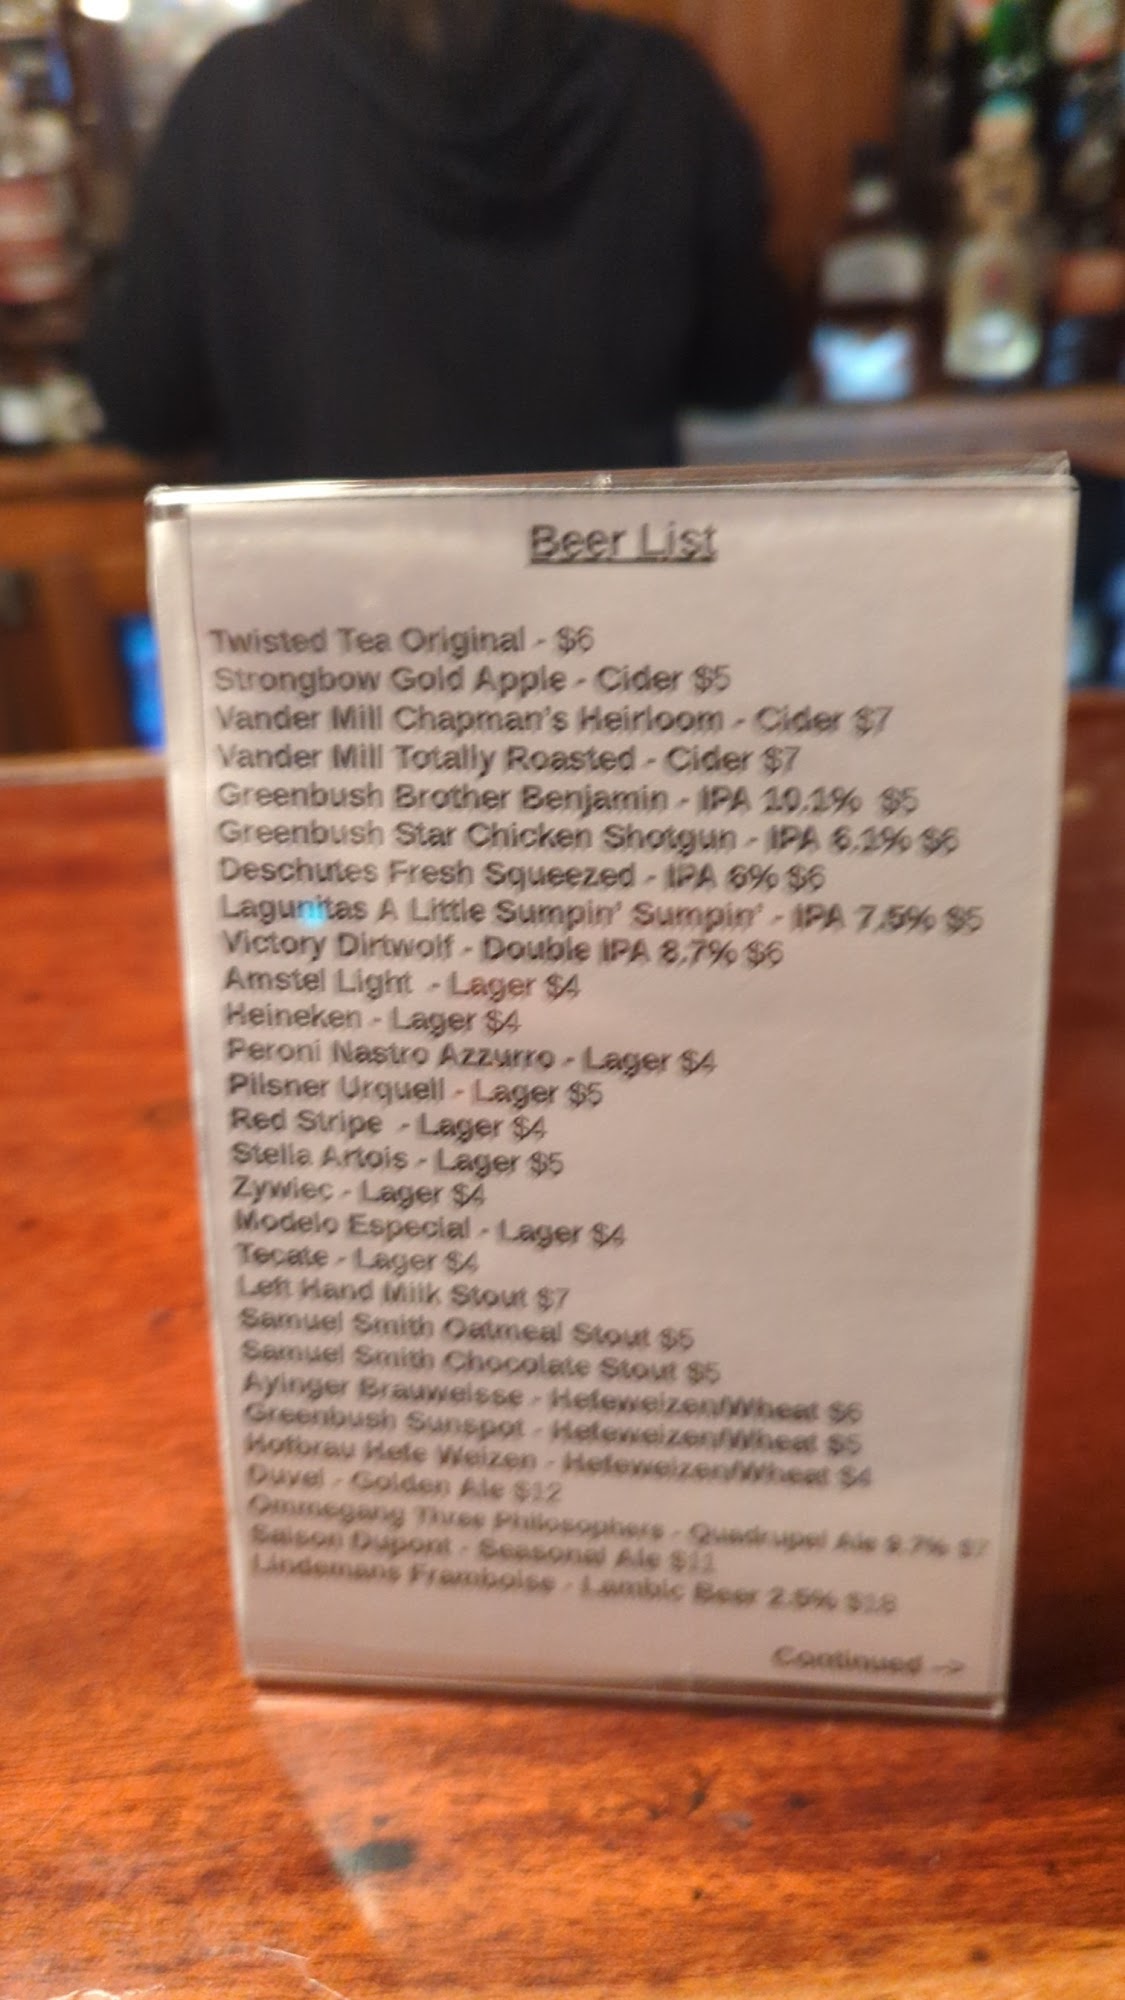 Beer List
Twisted Tea Original - $6
Strongbow Gold Apple - Cider $5
Vander Mill Chapman's Heirloom - Cider $7
Vander Mill Totally Roasted - Cider $7
Greenbush Brother Benjamin - IPA 10.1% $5
Greenbush Star Chicken Shotgun - IPA 6.1% $6
Deschutes Fresh Squeezed - IPA 6% $6
Lagunitas A Little Sumpin' Sumpin' - IPA 7.5% $5
Victory Dirtwolf - Double IPA 8.7% $6
Amstel Light - Lager $4
Heineken - Lager $4
Peroni Nastro Azzurro - Lager $4
Pilsner Urquell - Lager $5
Red Stripe - Lager $4
Stella Artois - Lager $5
Zywiec - Lager $4
Modelo Especial - Lager $4
Tecate - Lager $4
Left Hand Milk Stout $7
Samuel Smith Oatmeal Stout $5
Samuel Smith Chocolate Stout $5
Ayinger Brauweisse - Hefeweizen/Wheat $6
Greenbush Sunspot - Hefeweizen/Wheat $5
Hofbrau Hefe Weizen - Hefeweizen/Wheat $4
Duvel - Golden Ale $12
Ommegang Three Philosophers - Quadrupel Ale 9.7% $7
Saison Dupont - Seasonal Ale $11
Lindemans Framboise - Lambic Beer 2.5% $18
Continued -->